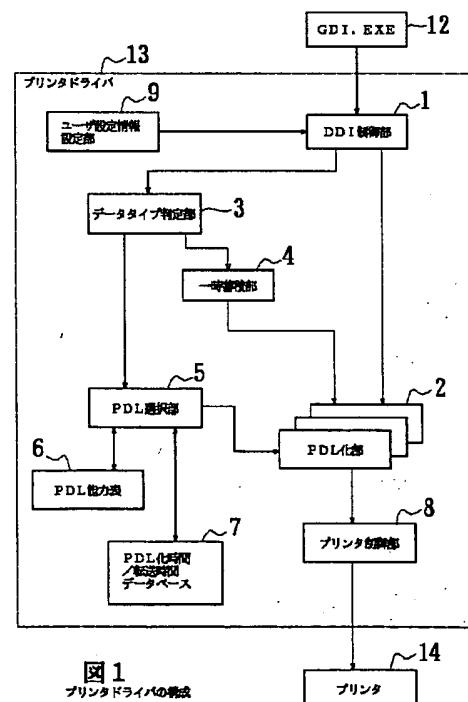 GDI.EXE
12
13
プリンタドライバ
9
ユーザ設定情報
設定部
1
DDI制御部
データタイプ判定部
3
4
一時蓄積部
5
PDL選択部
2
PDL化部
6
PDL能力表
7
PDL化時間
／転送時間
データベース
8
プリンタ制御部
図1
プリンタドライバの構成
14
プリンタ